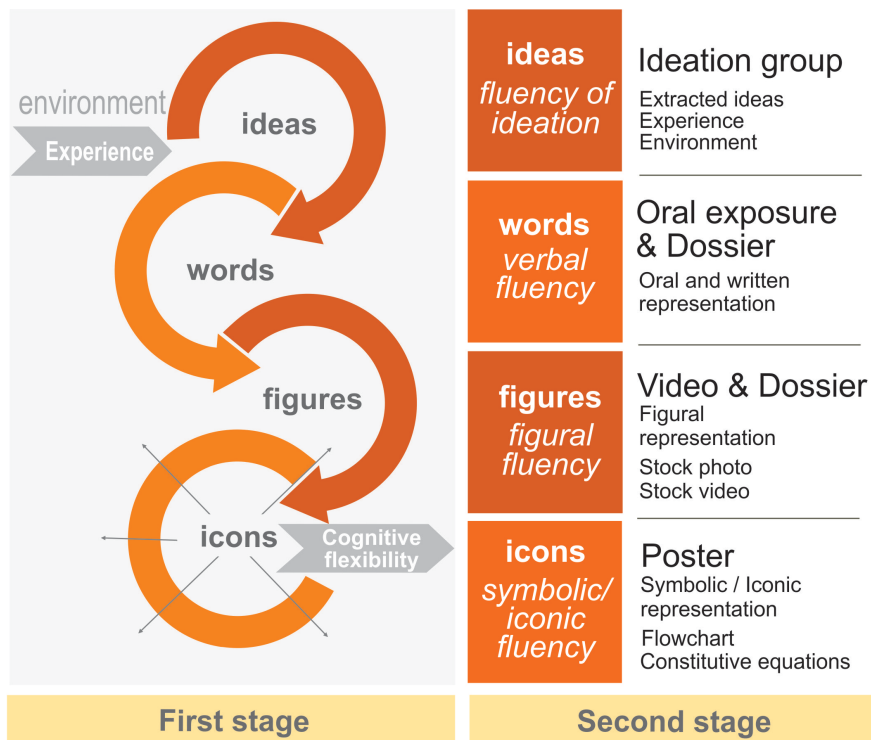 environment
Experience
ideas
words
figures
icons
Cognitive
flexibility
First stage
ideas
fluency of
ideation
Ideation group
Extracted ideas
Experience
Environment
words
verbal
fluency
Oral exposure
& Dossier
Oral and written
representation
figures
figural
fluency
Video & Dossier
Figural
representation
Stock photo
Stock video
icons
symbolic/
iconic
fluency
Poster
Symbolic / Iconic
representation
Flowchart
Constitutive equations
Second stage